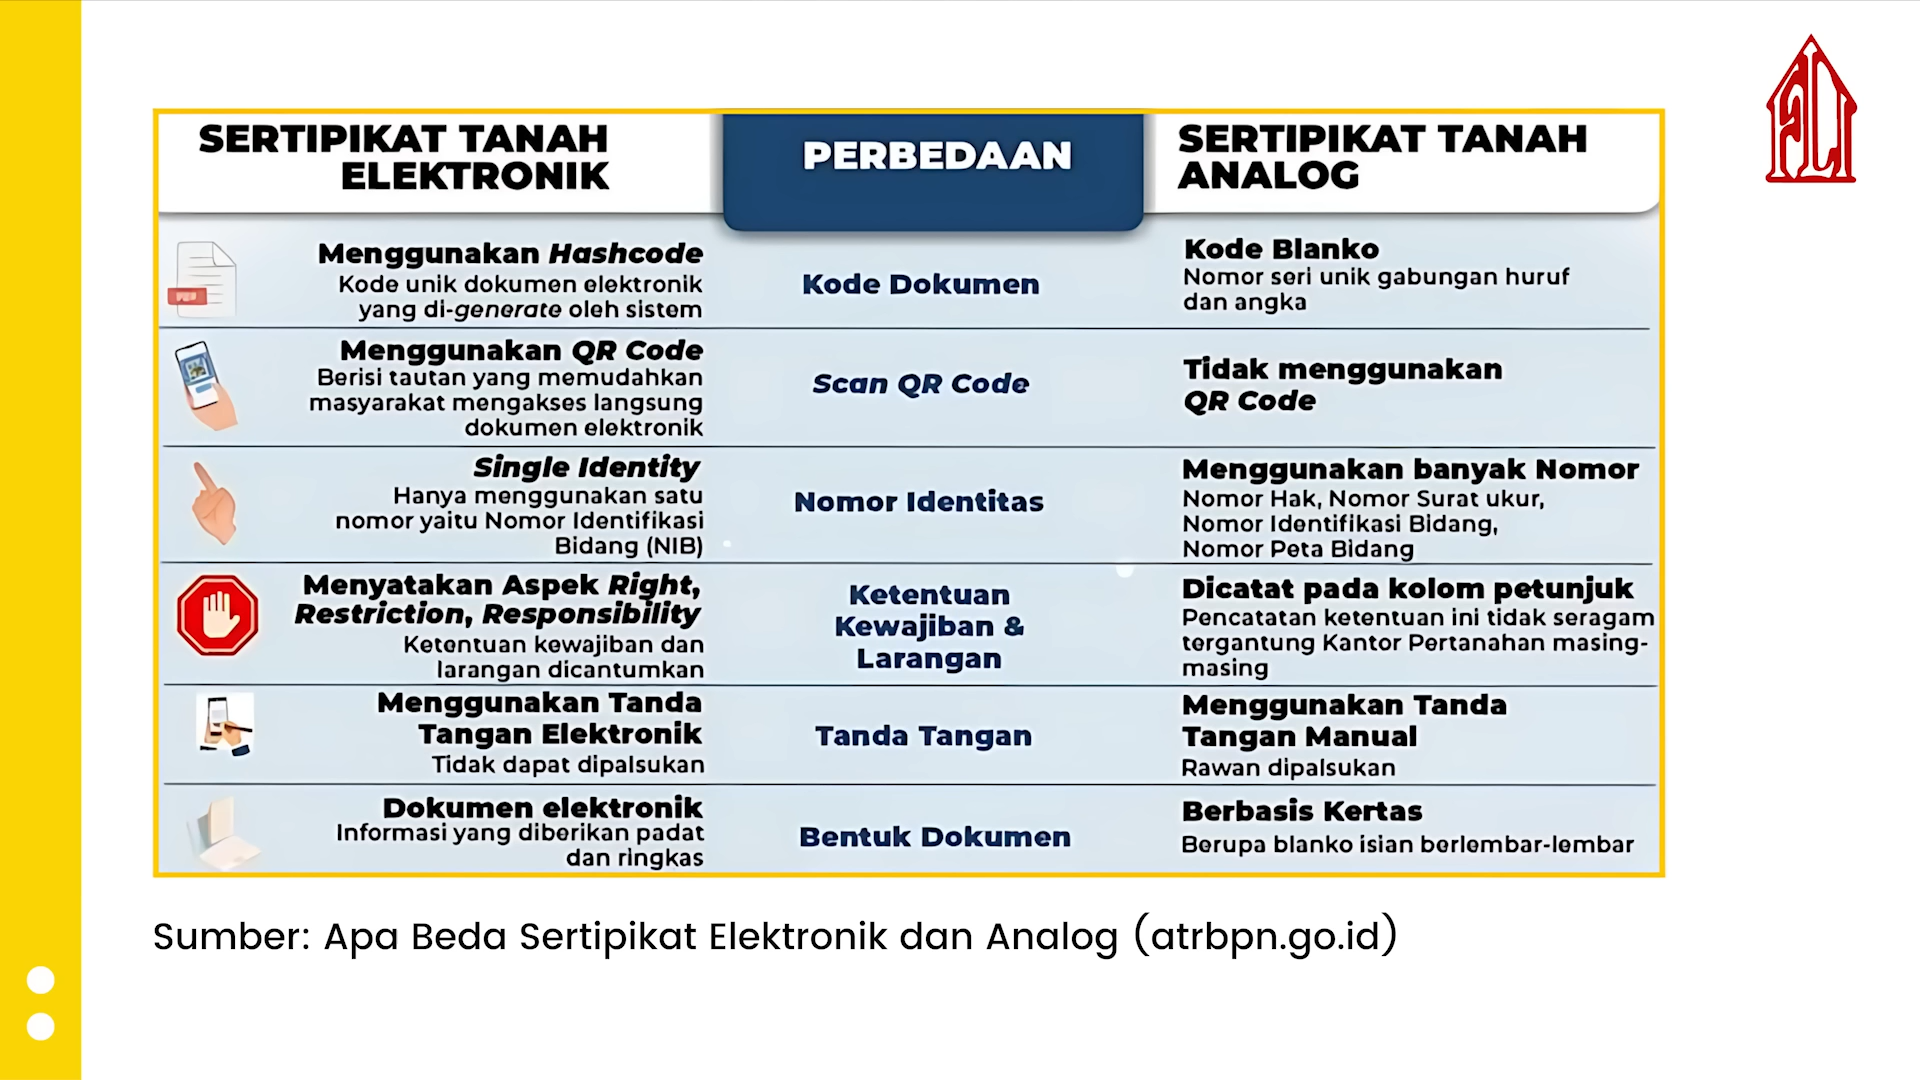 SERTIPIKAT TANAH
ELEKTRONIK
PERBEDAAN
SERTIPIKAT TANAH
ANALOG
Menggunakan Hashcode
Kode unik dokumen elektronik
yang di-generate oleh sistem
Kode Dokumen
Kode Blanko
Nomor seri unik gabungan huruf
dan angka
Menggunakan QR Code
Berisi tautan yang memudahkan
masyarakat mengakses langsung
dokumen elektronik
Scan QR Code
Tidak menggunakan
QR Code
Single Identity
Hanya menggunakan satu
nomor yaitu Nomor Identifikasi
Bidang (NIB)
Nomor Identitas
Menggunakan banyak Nomor
Nomor Hak, Nomor Surat ukur,
Nomor Identifikasi Bidang,
Nomor Peta Bidang
Menyatakan Aspek Right,
Restriction, Responsibility
Ketentuan kewajiban dan
larangan dicantumkan
Ketentuan
Kewajiban &
Larangan
Dicatat pada kolom petunjuk
Pencatatan ketentuan ini tidak seragam
tergantung Kantor Pertanahan masing-
masing
Menggunakan Tanda
Tangan Elektronik
Tidak dapat dipalsukan
Tanda Tangan
Menggunakan Tanda
Tangan Manual
Rawan dipalsukan
Dokumen elektronik
Informasi yang diberikan padat
dan ringkas
Bentuk Dokumen
Berbasis Kertas
Berupa blanko isian berlembar-lembar
Sumber: Apa Beda Sertipikat Elektronik dan Analog (atrbpn.go.id)